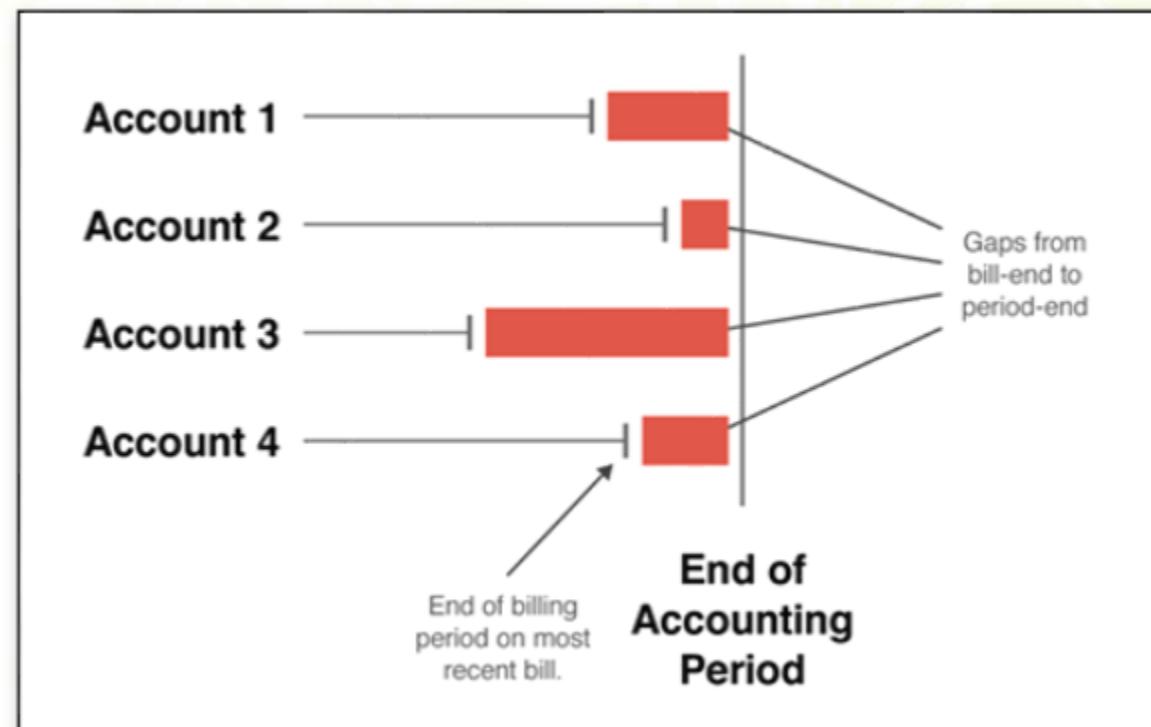 Account 1
Account 2
Account 3
Account 4
Gaps from
bill-end to
period-end
End of billing
period on most
recent bill.
End of
Accounting
Period